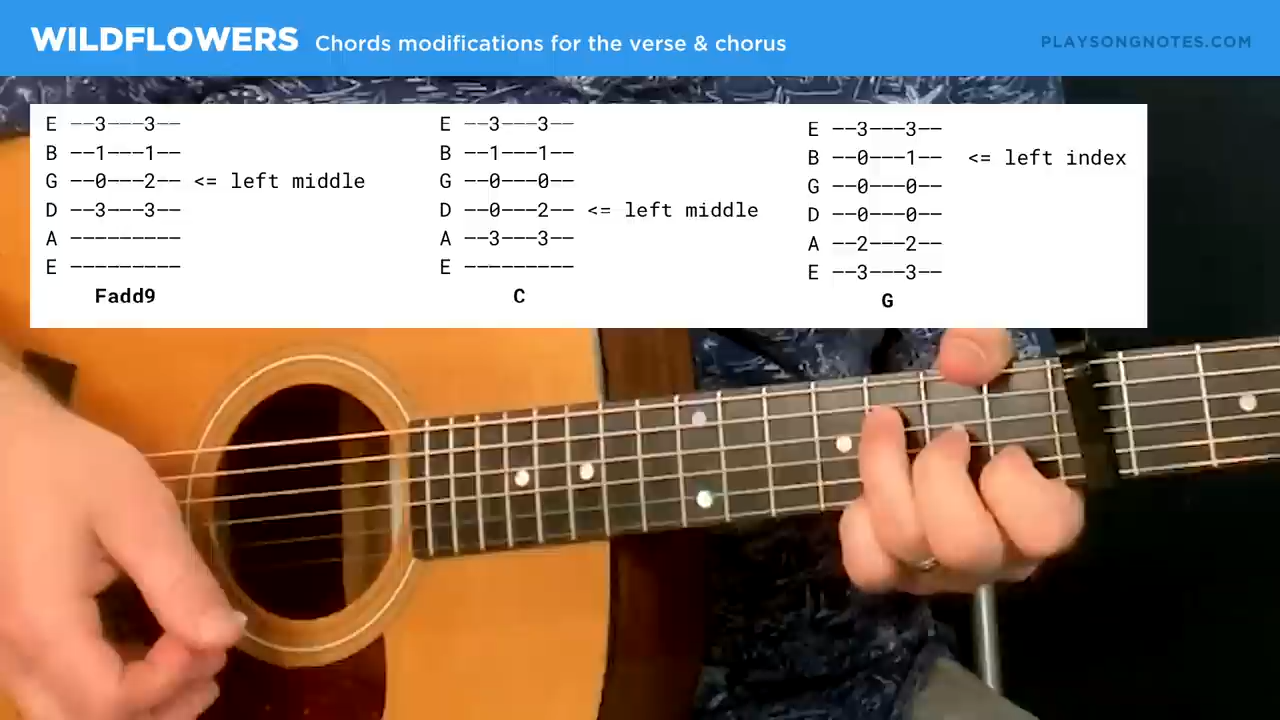 WILDFLOWERS Chords modifications for the verse & chorus
PLAYSONGNOTES.COM
E --3---3--
B --1---1--
G --0---2-- <= left middle
D --3---3--
A ---------
E ---------
Fadd9
E --3---3--
B --1---1--
G --0---0--
D --0---2-- <= left middle
A --3---3--
E ---------
C
E --3---3--
B --0---1-- <= left index
G --0---0--
D --0---0--
A --2---2--
E --3---3--
G